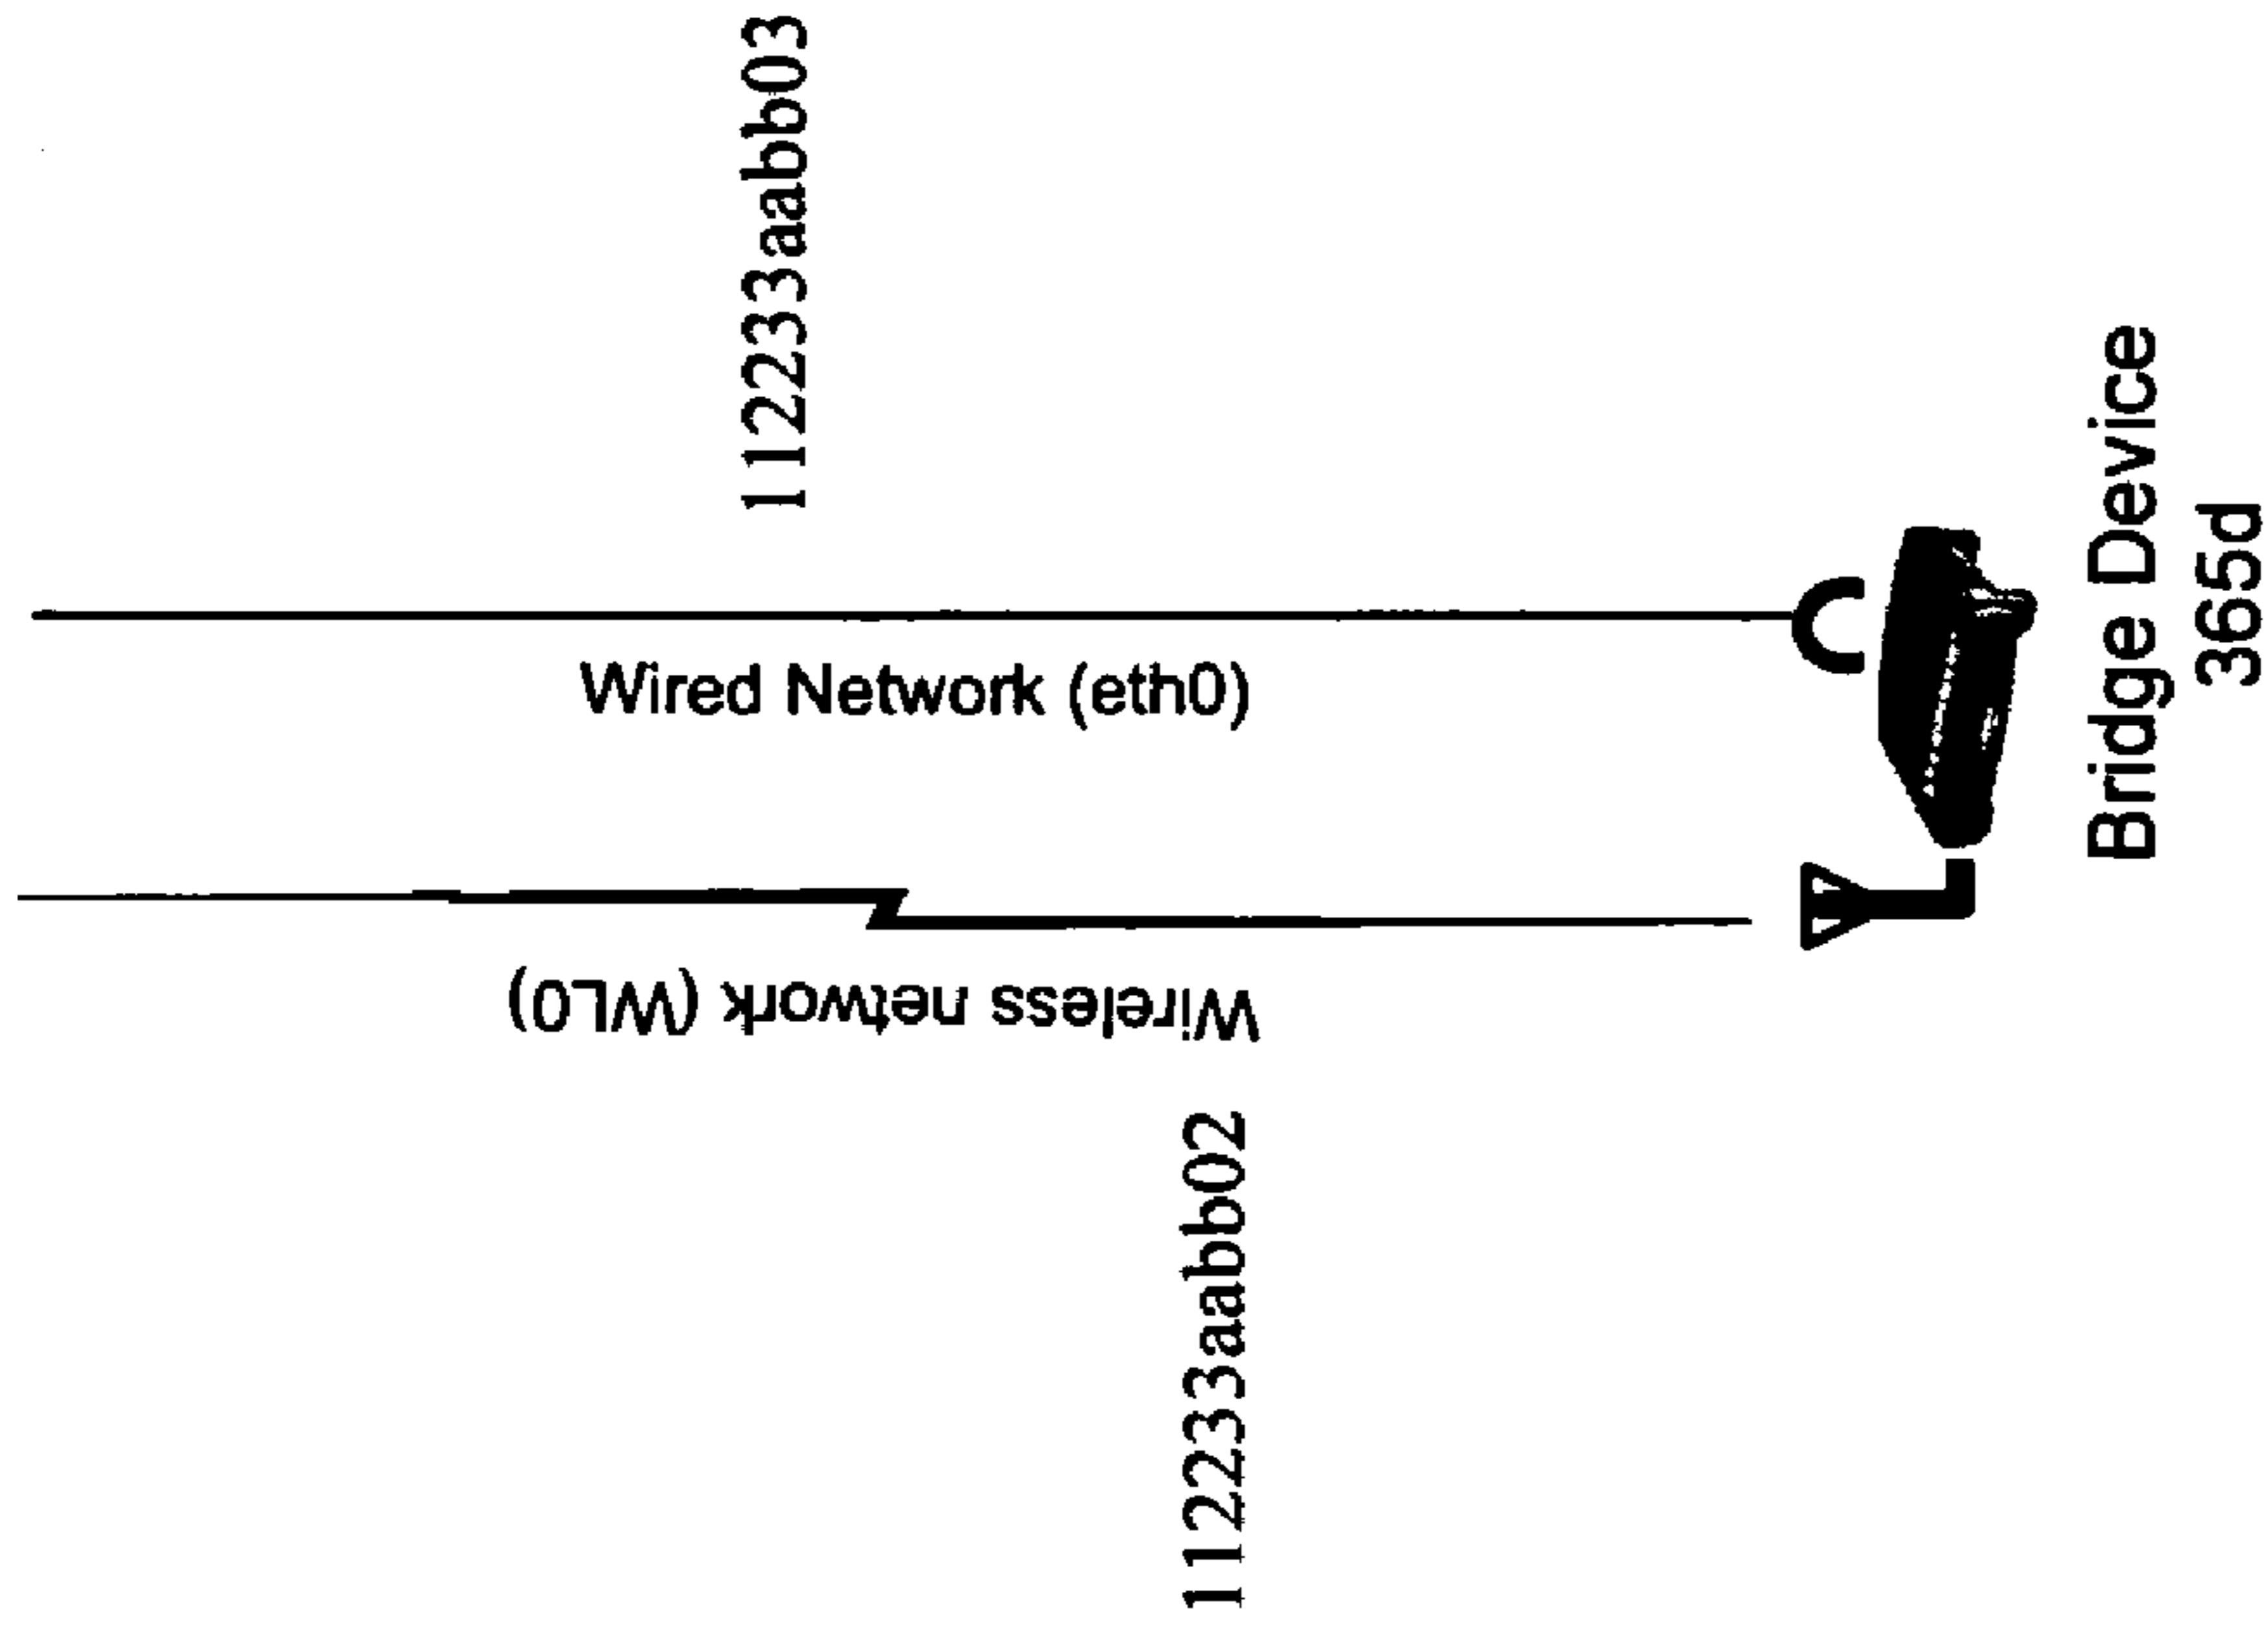 112233aabb03
Wired Network (eth0)
Wireless network (WL0)
112233aabb02
Bridge Device
365d